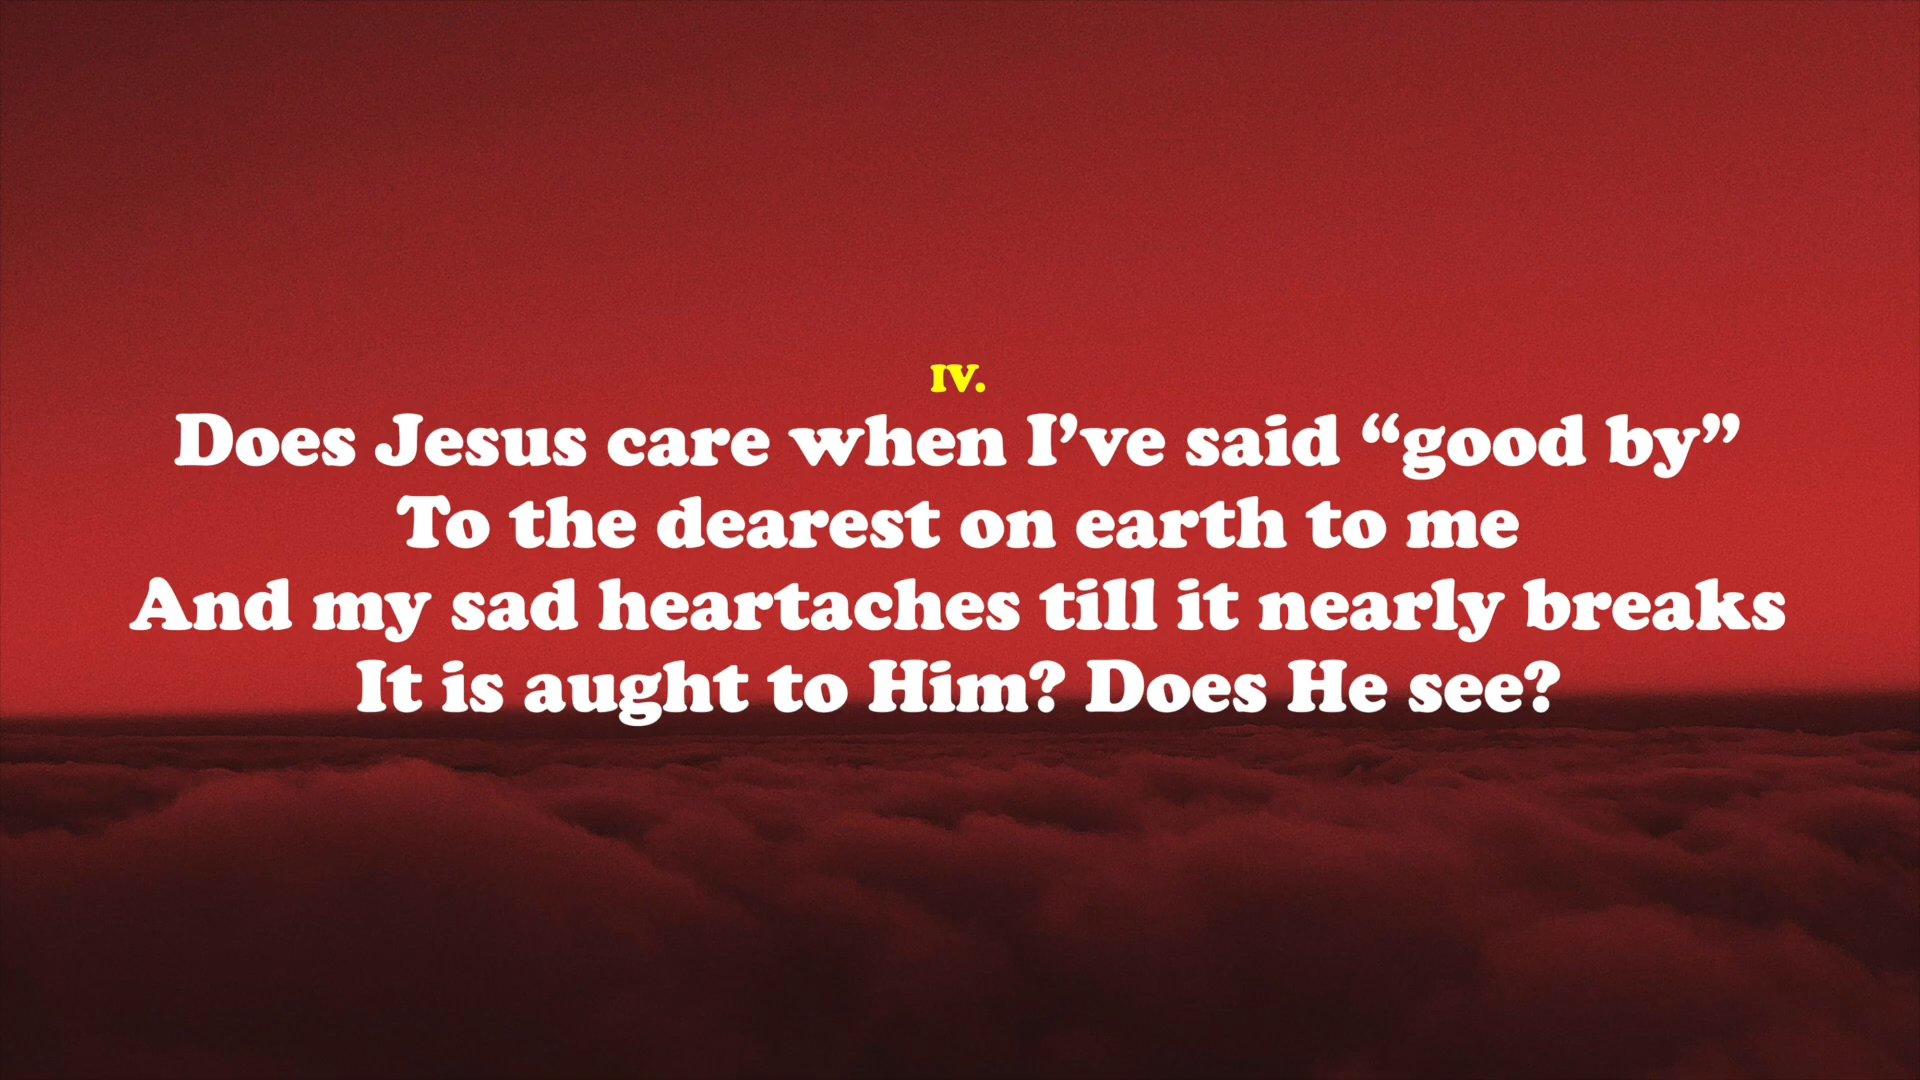 IV.
Does Jesus care when I’ve said “good by”
To the dearest on earth to me
And my sad heartaches till it nearly breaks
It is aught to Him? Does He see?